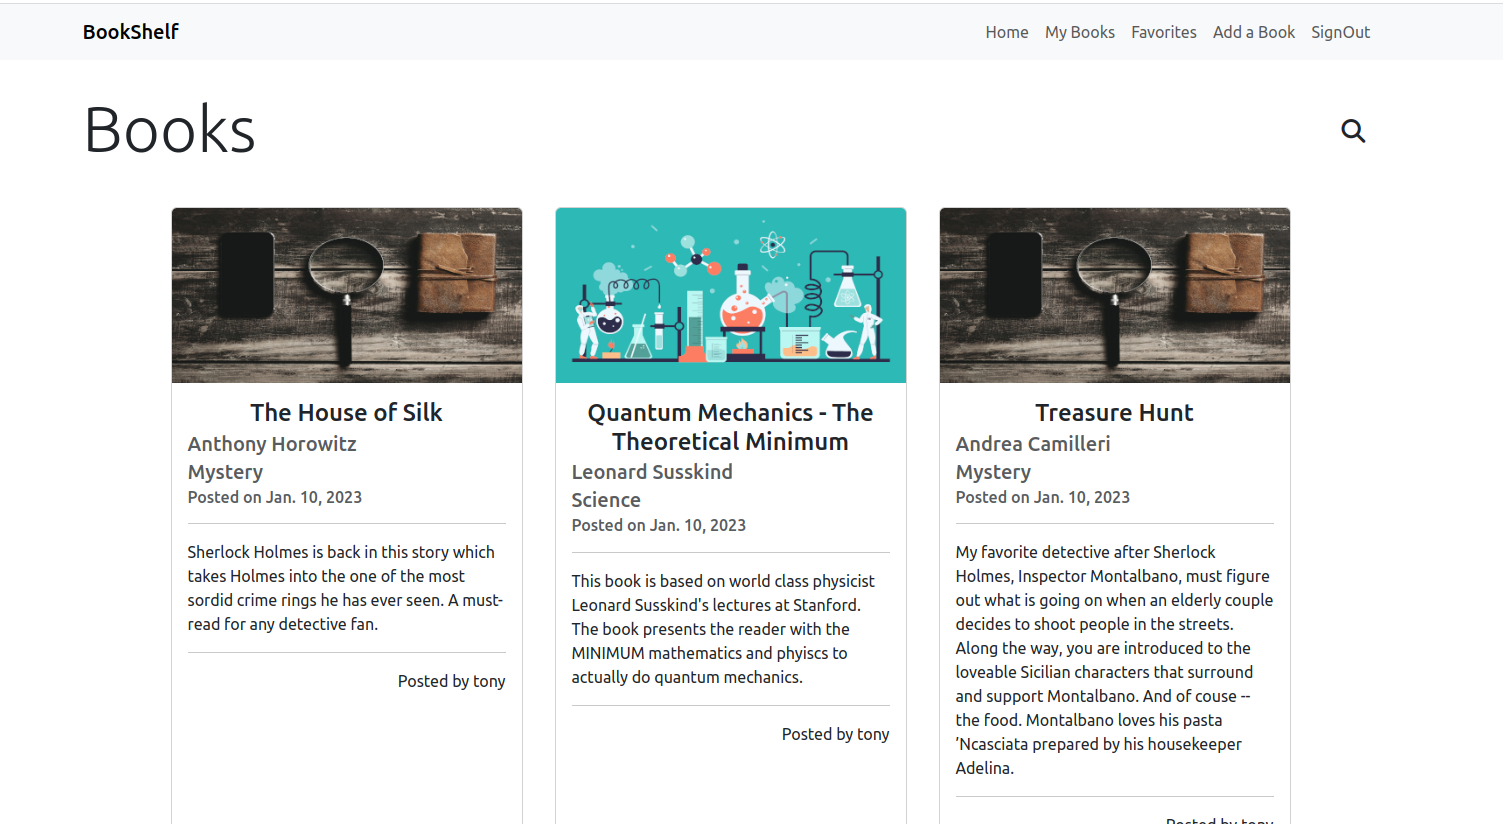 BookShelf
Home My Books Favorites Add a Book SignOut
Books
The House of Silk
Anthony Horowitz
Mystery
Posted on Jan. 10, 2023
Sherlock Holmes is back in this story which
takes Holmes into the one of the most
sordid crime rings he has ever seen. A must-
read for any detective fan.
Posted by tony
Quantum Mechanics - The
Theoretical Minimum
Leonard Susskind
Science
Posted on Jan. 10, 2023
This book is based on world class physicist
Leonard Susskind's lectures at Stanford.
The book presents the reader with the
MINIMUM mathematics and phyiscs to
actually do quantum mechanics.
Posted by tony
Treasure Hunt
Andrea Camilleri
Mystery
Posted on Jan. 10, 2023
My favorite detective after Sherlock
Holmes, Inspector Montalbano, must figure
out what is going on when an elderly couple
decides to shoot people in the streets.
Along the way, you are introduced to the
loveable Sicilian characters that surround
and support Montalbano. And of couse --
the food. Montalbano loves his pasta
’Ncasciata prepared by his housekeeper
Adelina.
Posted by tony